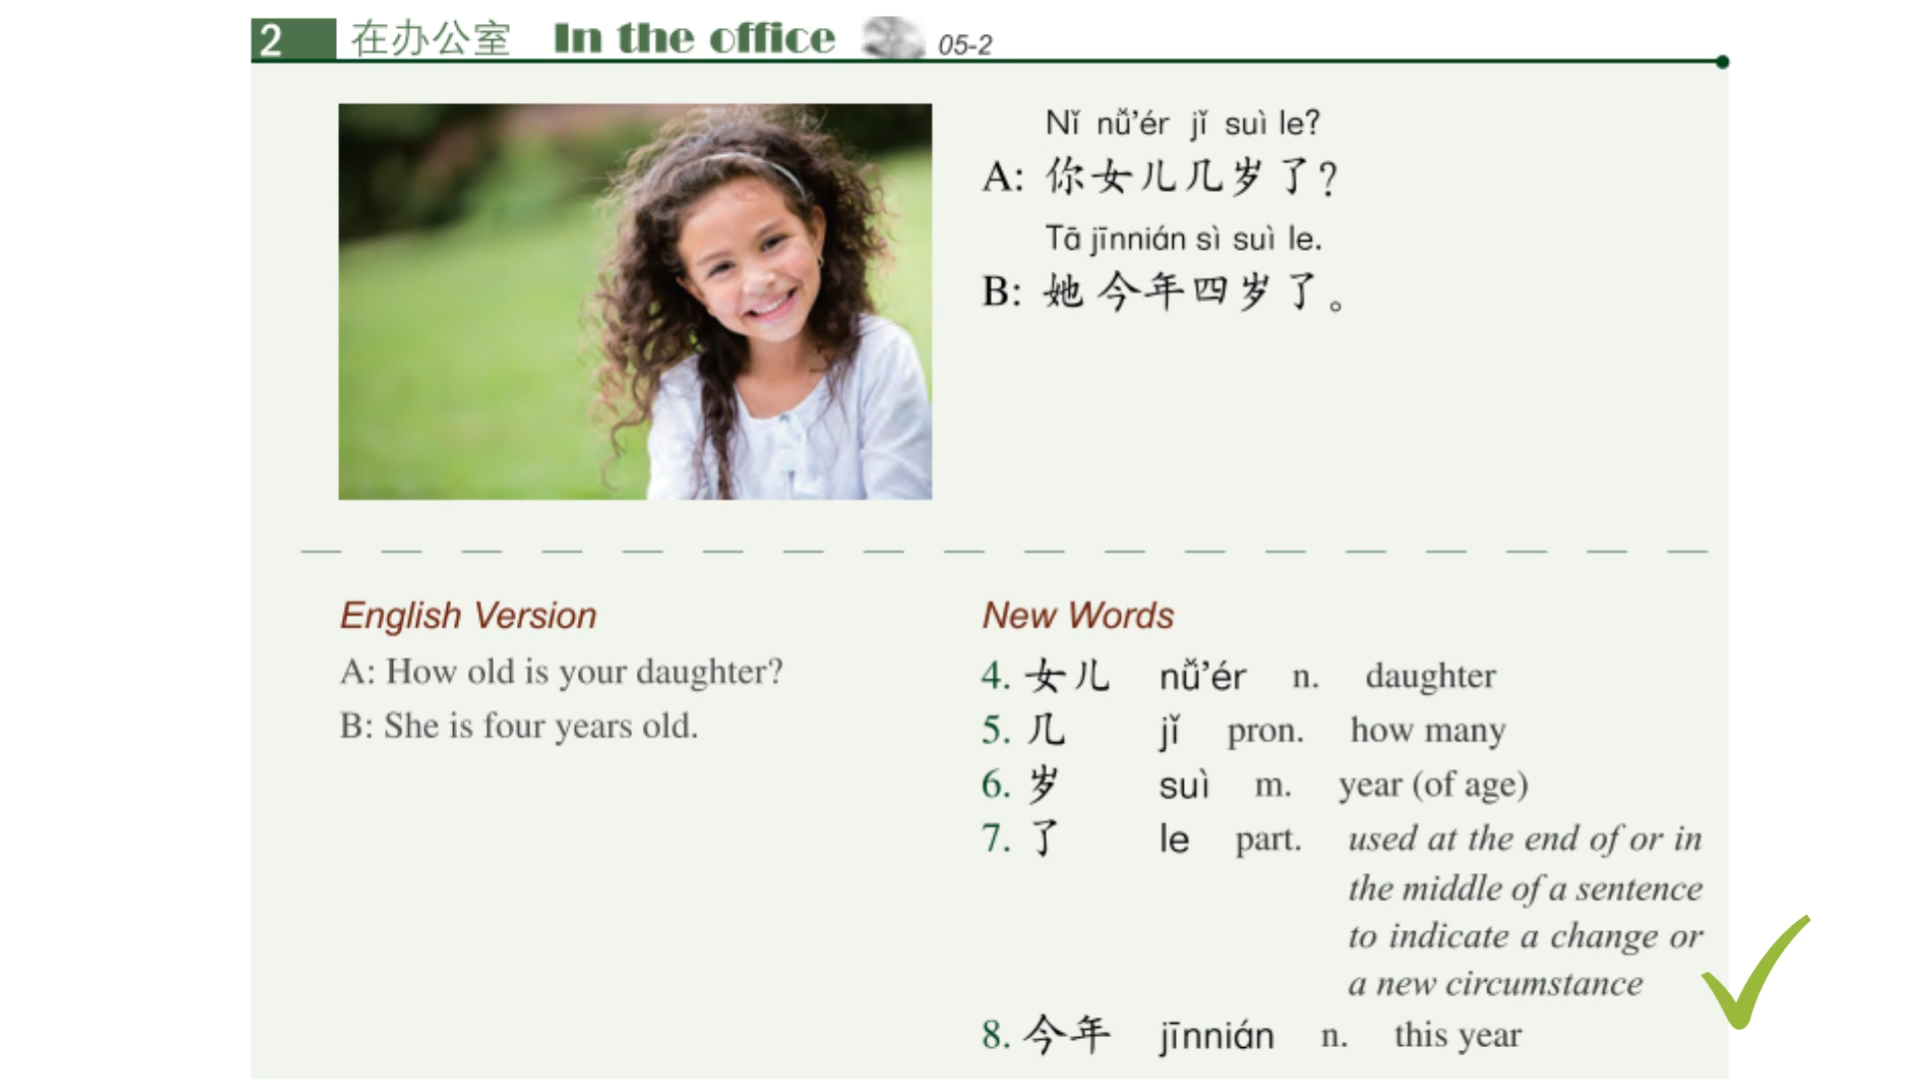 2 在办公室 In the office 05-2
Nǐ nǚ'ér jǐ suì le?
A: 你女儿几岁了?
Tā jīnnián sì suì le.
B: 她今年四岁了。
English Version
A: How old is your daughter?
B: She is four years old.
New Words
4. 女儿 nǚ'ér n. daughter
5. 几 jǐ pron. how many
6. 岁 suì m. year (of age)
7. 了 le part. used at the end of or in
the middle of a sentence
to indicate a change or
a new circumstance
8. 今年 jīnnián n. this year